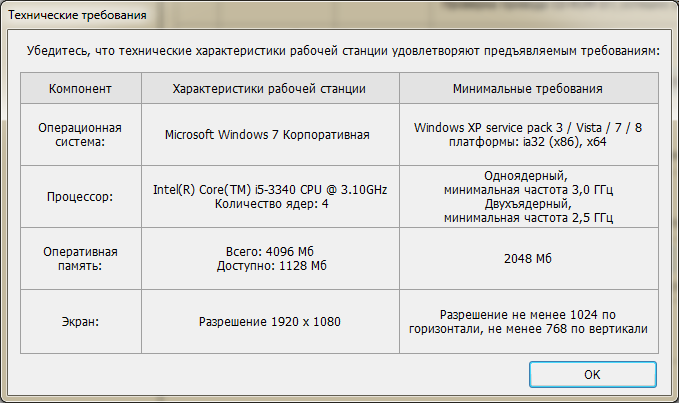 Технические требования
Убедитесь, что технические характеристики рабочей станции удовлетворяют предъявляемым требованиям:
Компонент
Характеристики рабочей станции
Минимальные требования
Операционная
система:
Microsoft Windows 7 Корпоративная
Windows XP service pack 3 / Vista / 7 / 8
платформы: ia32 (x86), x64
Процессор:
Intel(R) Core(TM) i5-3340 CPU @ 3.10GHz
Количество ядер: 4
Одноядерный,
минимальная частота 3,0 ГГц
Двухъядерный,
минимальная частота 2,5 ГГц
Оперативная
память:
Всего: 4096 Мб
Доступно: 1128 Мб
2048 Мб
Экран:
Разрешение 1920 x 1080
Разрешение не менее 1024 по
горизонтали, не менее 768 по вертикали
OK